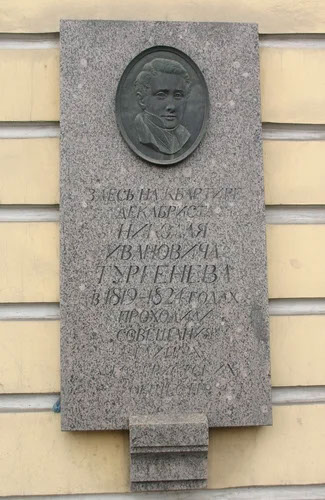 ЗДЕСЬ НА КВАРТИРЕ
ДЕКАБРИСТА
НИКОЛАЯ
ИВАНОВИЧА
ТУРГЕНЕВА
В 1819-1824 ГОДАХ
ПРОХОДИЛИ
СОВЕЩАНИЯ